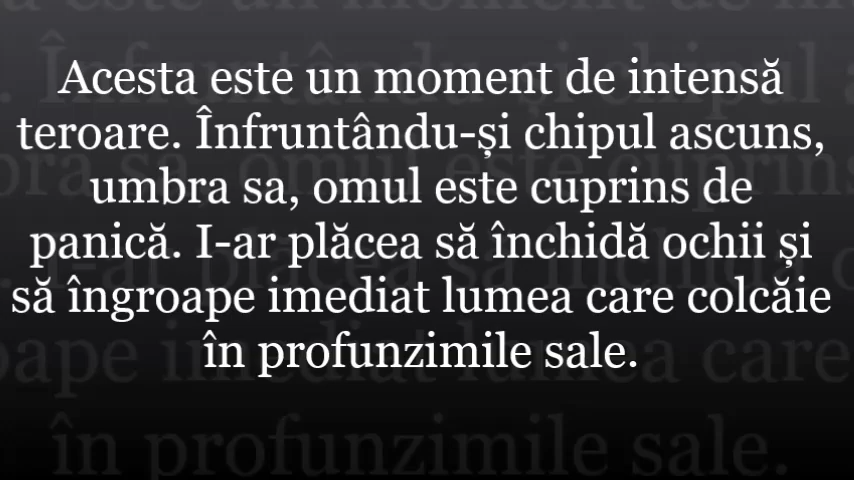 Acesta este un moment de intensă
teroare. Înfruntându-și chipul ascuns,
umbra sa, omul este cuprins de
panică. I-ar plăcea să închidă ochii și
să îngroape imediat lumea care colcăie
în profunzimile sale.